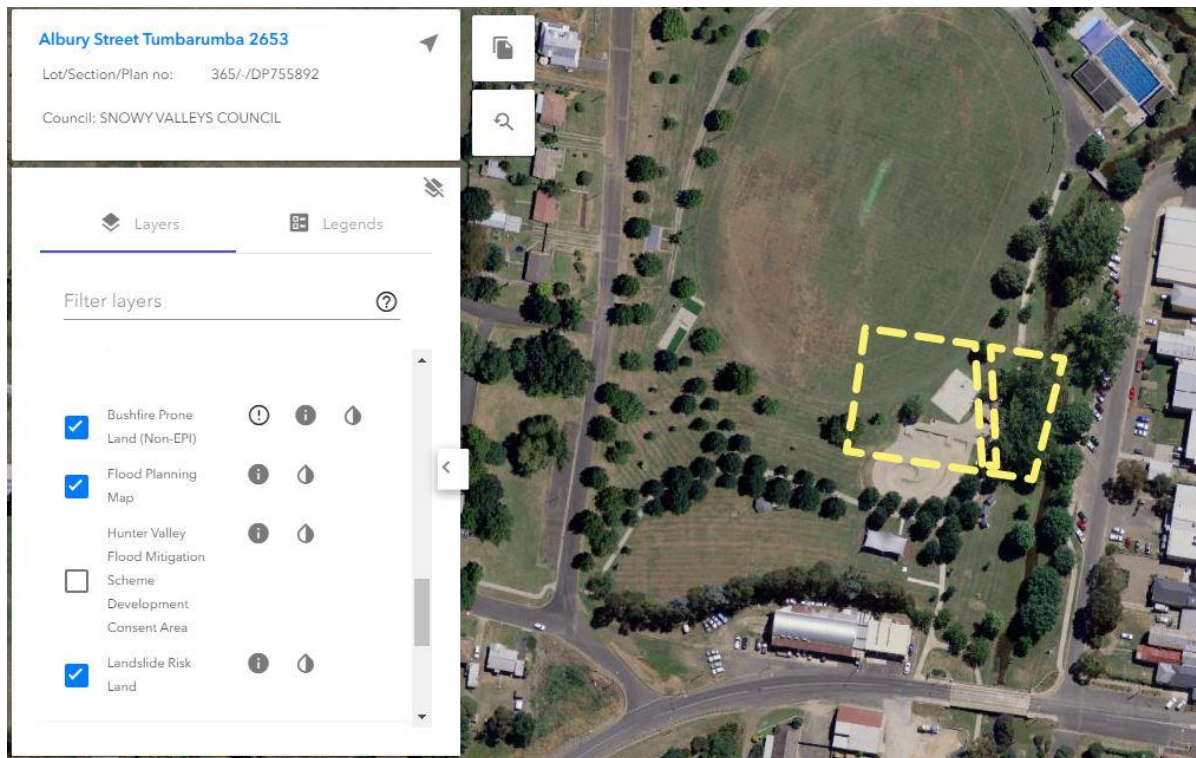 Albury Street Tumbarumba 2653
Lot/Section/Plan no: 365/-/DP755892
Council: SNOWY VALLEYS COUNCIL
Layers
Legends
Filter layers
Bushfire Prone
Land (Non-EPI)
Flood Planning
Map
Hunter Valley
Flood Mitigation
Scheme
Development
Consent Area
Landslide Risk
Land